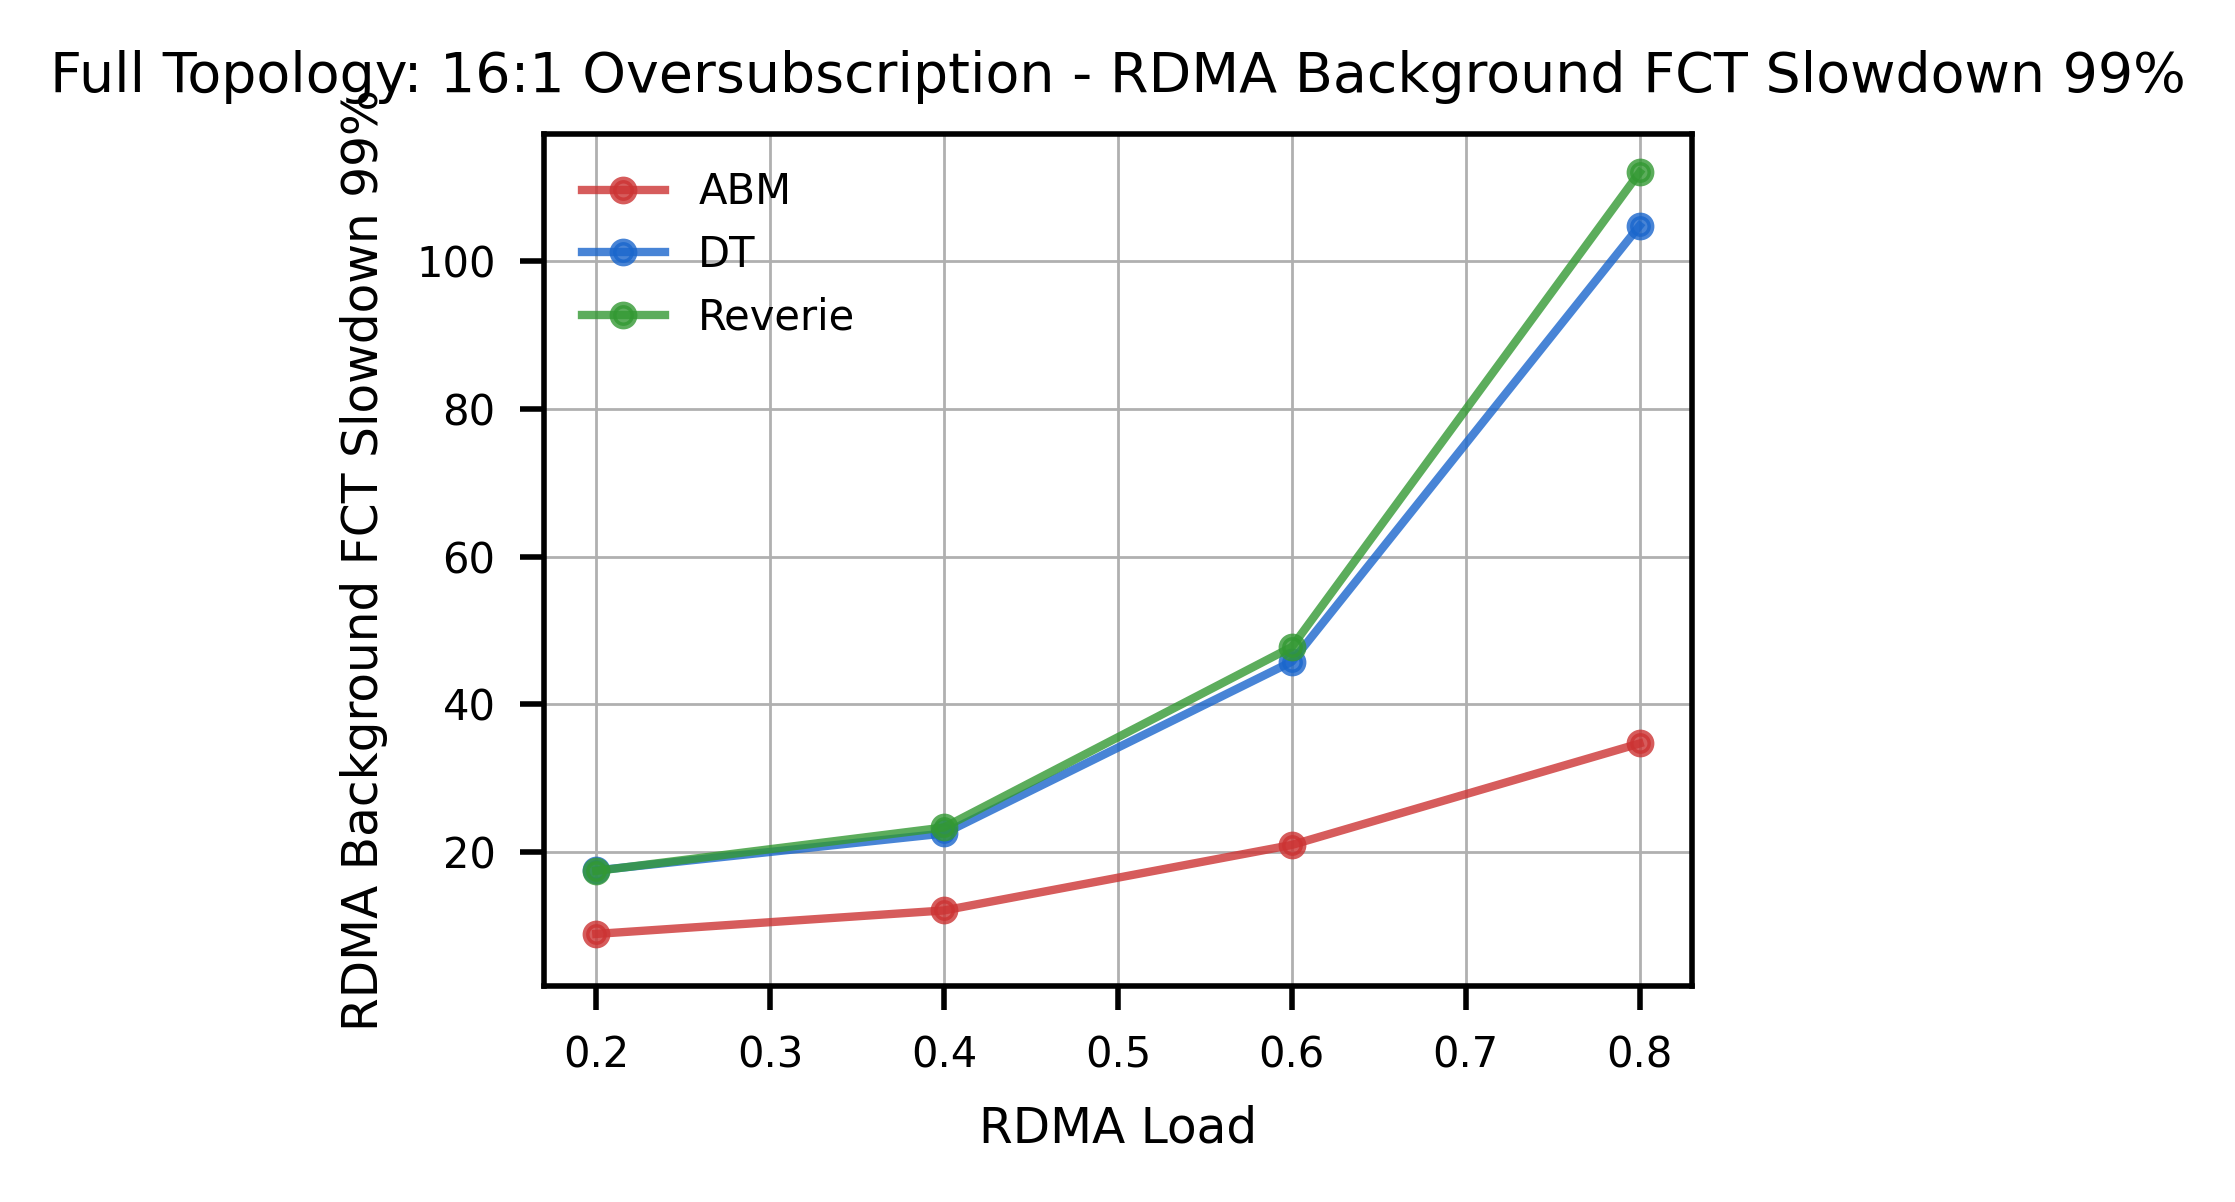 Full Topology: 16:1 Oversubscription - RDMA Background FCT Slowdown 99%
RDMA Background FCT Slowdown 99%
ABM
DT
Reverie
100
80
60
40
20
0.2 0.3 0.4 0.5 0.6 0.7 0.8
RDMA Load